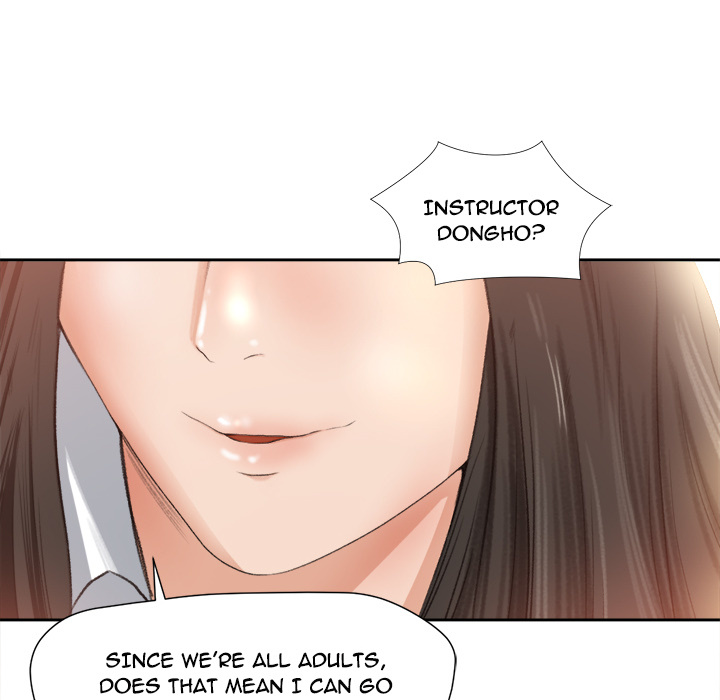 INSTRUCTOR
DONGHO?
SINCE WE'RE ALL ADULTS,
DOES THAT MEAN I CAN GO